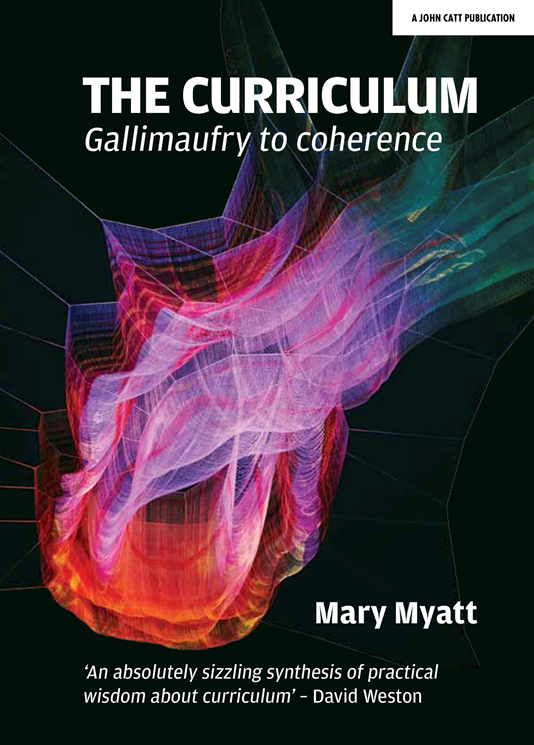 A JOHN CATT PUBLICATION
THE CURRICULUM
Gallimaufry to coherence
Mary Myatt
‘An absolutely sizzling synthesis of practical
wisdom about curriculum’ – David Weston